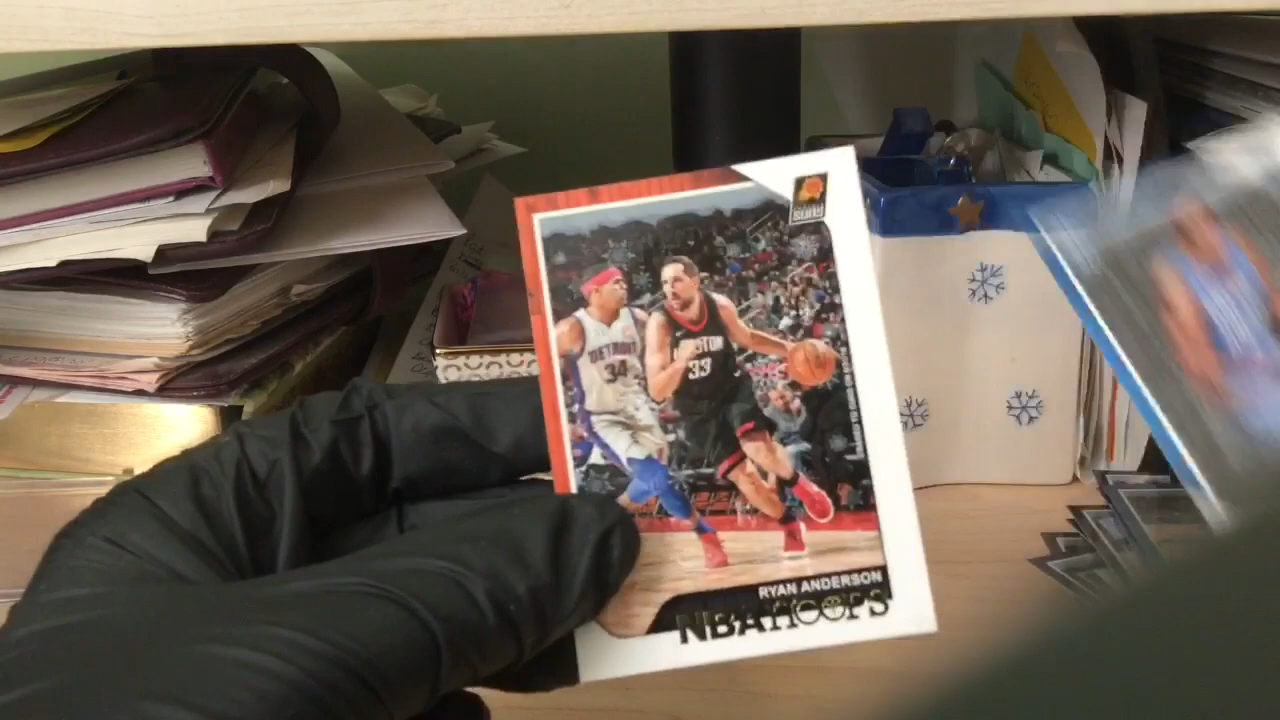 SUNS
DETROIT
34
HOUSTON
33
RYAN ANDERSON
NBA HOOPS